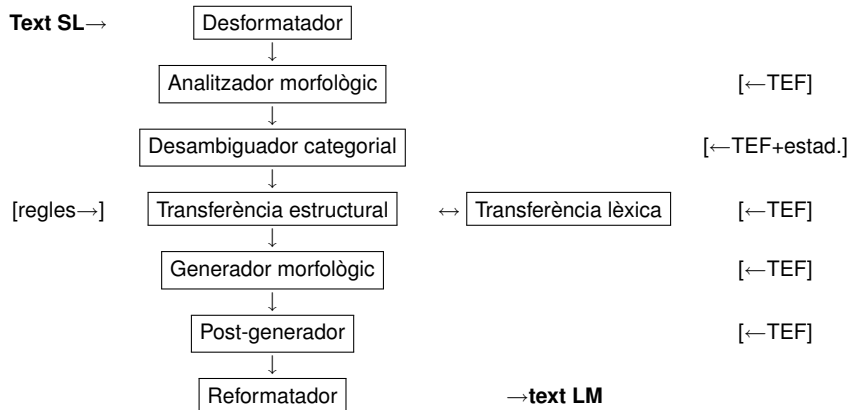 Text SL→ Desformatador
↓
Analitzador morfològic [←TEF]
↓
Desambiguador categorial [←TEF+estad.]
↓
[regles→] Transferència estructural ↔ Transferència lèxica [←TEF]
↓
Generador morfològic [←TEF]
↓
Post-generador [←TEF]
↓
Reformatador →text LM